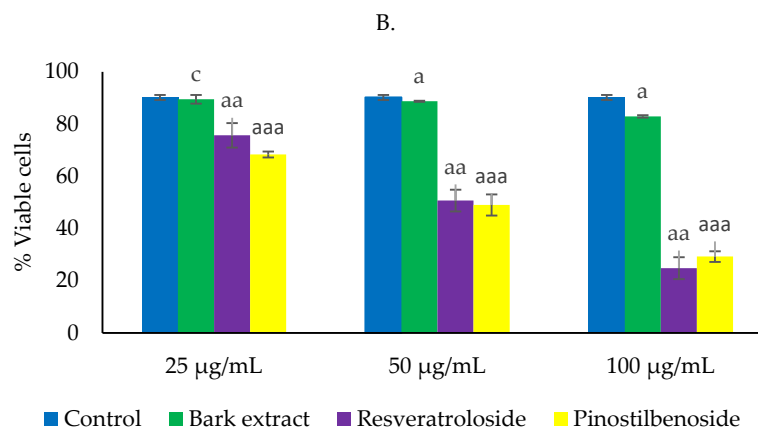 B.
% Viable cells
100
80
60
40
20
0
c
aa
aaa
a
aa
aaa
a
aa
aaa
25 µg/mL 50 µg/mL 100 µg/mL
Control Bark extract Resveratroloside Pinostilbenoside